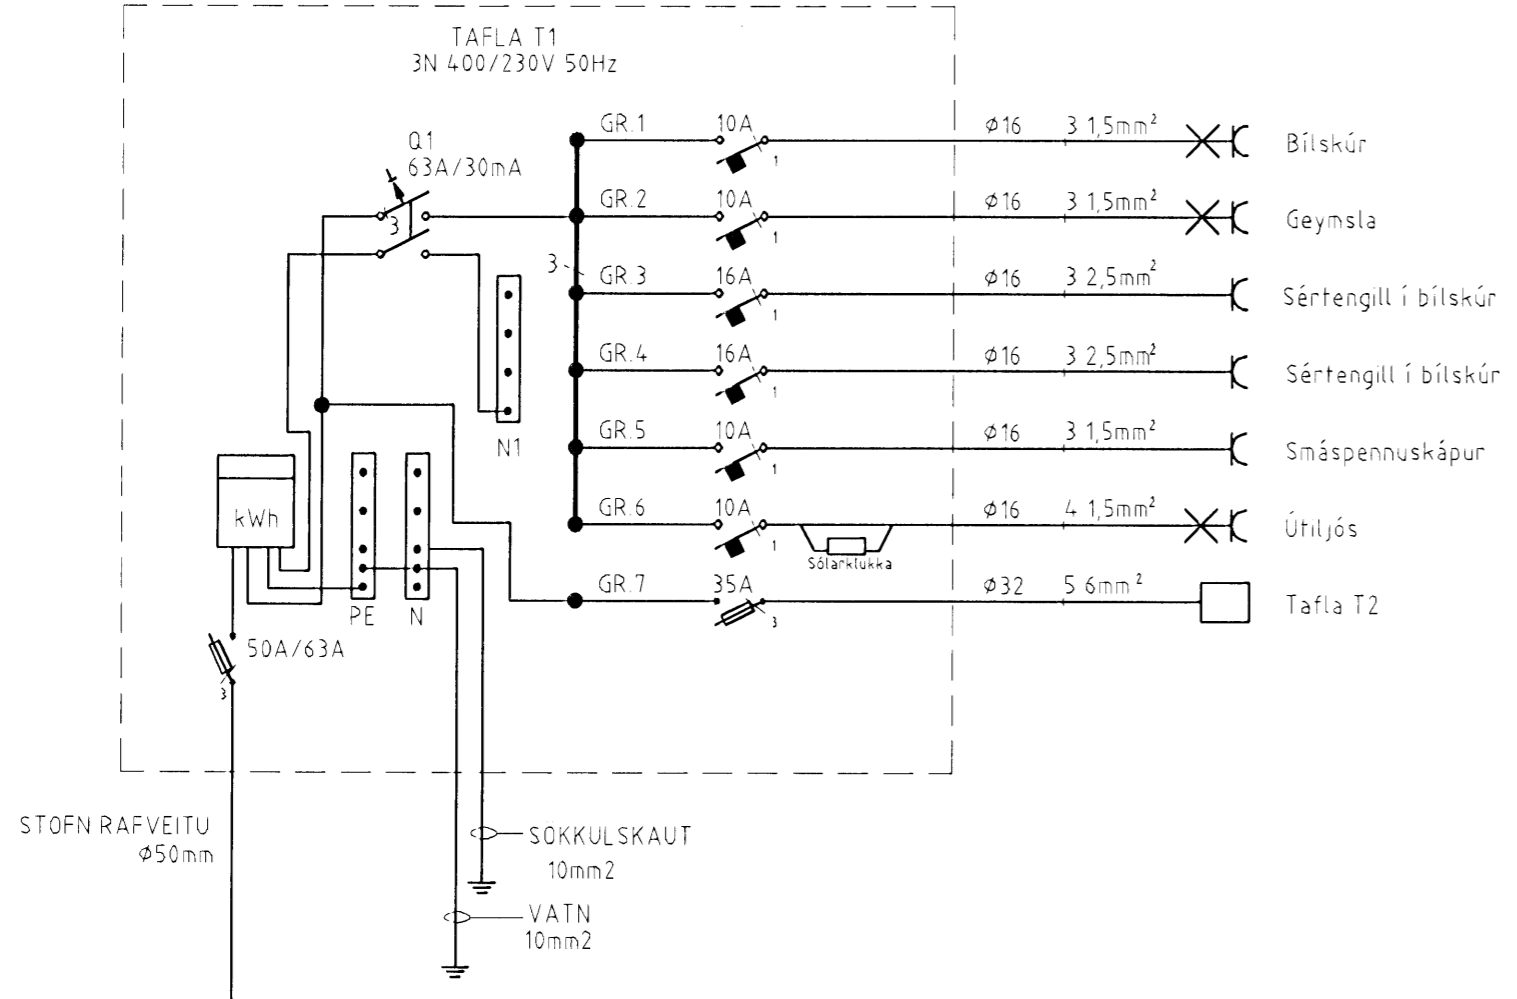 TAFLA T1
3N 400/230V 50Hz
Q1
63A/30mA
3
3
N1
GR.1 10A 1 ø16 3 1,5mm² Bílskúr
GR.2 10A 1 ø16 3 1,5mm² Geymsla
GR.3 16A 1 ø16 3 2,5mm² Sértengill í bílskúr
GR.4 16A 1 ø16 3 2,5mm² Sértengill í bílskúr
GR.5 10A 1 ø16 3 1,5mm² Smáspennuskápur
GR.6 10A 1 ø16 4 1,5mm² Útiljós
Sólarklukka
GR.7 35A 3 ø32 5 6mm² Tafla T2
kWh
PE N
50A/63A
3
STOFN RAFVEITU
ø50mm
SÖKKULSKAUT
10mm2
VATN
10mm2